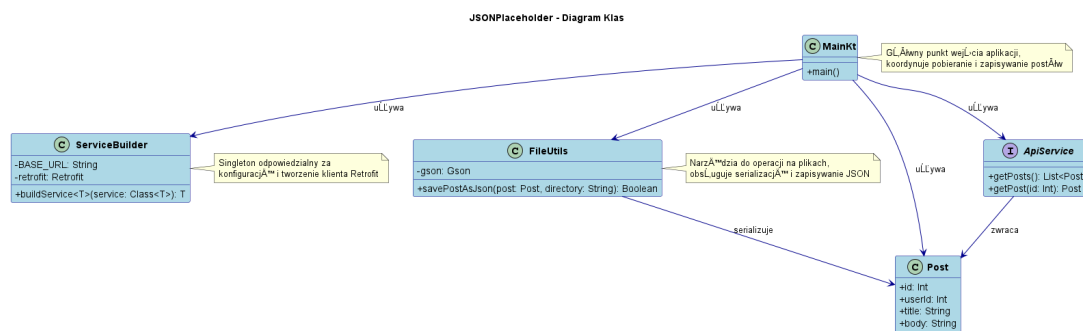 JSONPlaceholder - Diagram Klas
C MainKt
+main()
GĹ‚Ăłwny punkt wejĹ›cia aplikacji,
koordynuje pobieranie i zapisywanie postĂłw
uĹĽywa
uĹĽywa
uĹĽywa
uĹĽywa
C ServiceBuilder
-BASE_URL: String
-retrofit: Retrofit
+buildService<T>(service: Class<T>): T
Singleton odpowiedzialny za
konfiguracjÄ™ i tworzenie klienta Retrofit
C FileUtils
-gson: Gson
+savePostAsJson(post: Post, directory: String): Boolean
NarzÄ™dzia do operacji na plikach,
obsĹ‚uguje serializacjÄ™ i zapisywanie JSON
I ApiService
+getPosts(): List<Post
+getPost(id: Int): Post
serializuje
zwraca
C Post
+id: Int
+userId: Int
+title: String
+body: String